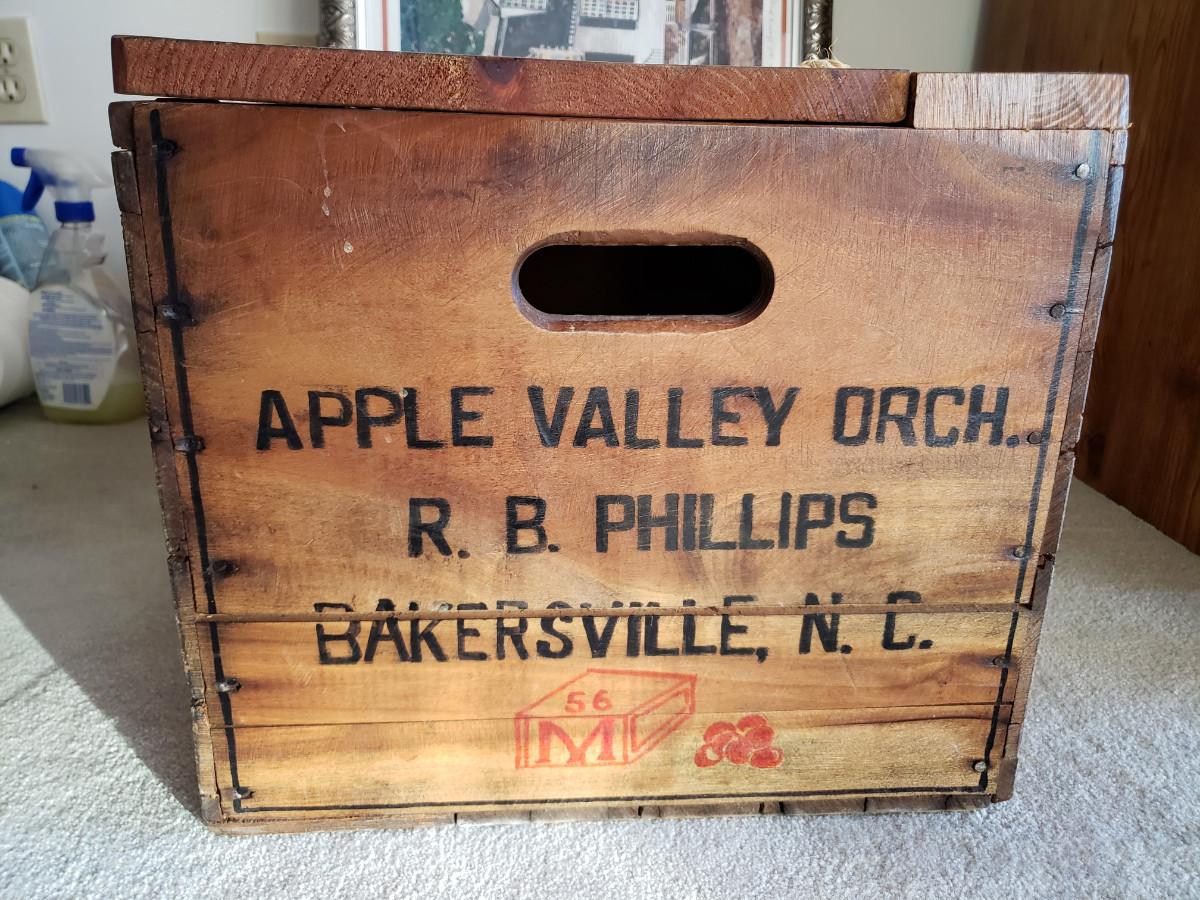 APPLE VALLEY ORCH.
R. B. PHILLIPS
BAKERSVILLE, N. C.
56
M